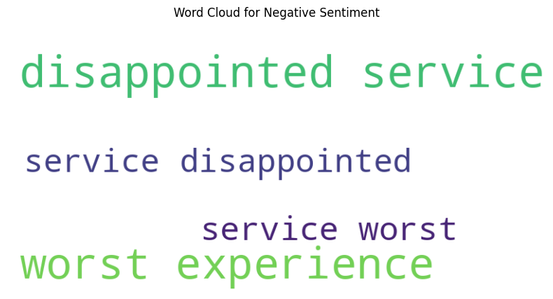 Word Cloud for Negative Sentiment
disappointed service
service disappointed
service worst
worst experience